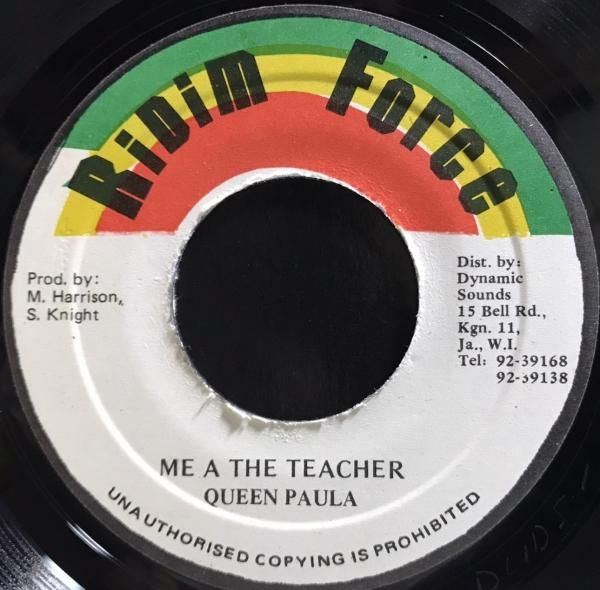 Ridim Force
Prod. by:
M. Harrison,
S. Knight
Dist. by:
Dynamic
Sounds
15 Bell Rd.,
Kgn. 11,
Ja., W.I.
Tel: 92-39168
92-39138
ME A THE TEACHER
QUEEN PAULA
UNAUTHORISED COPYING IS PROHIBITED